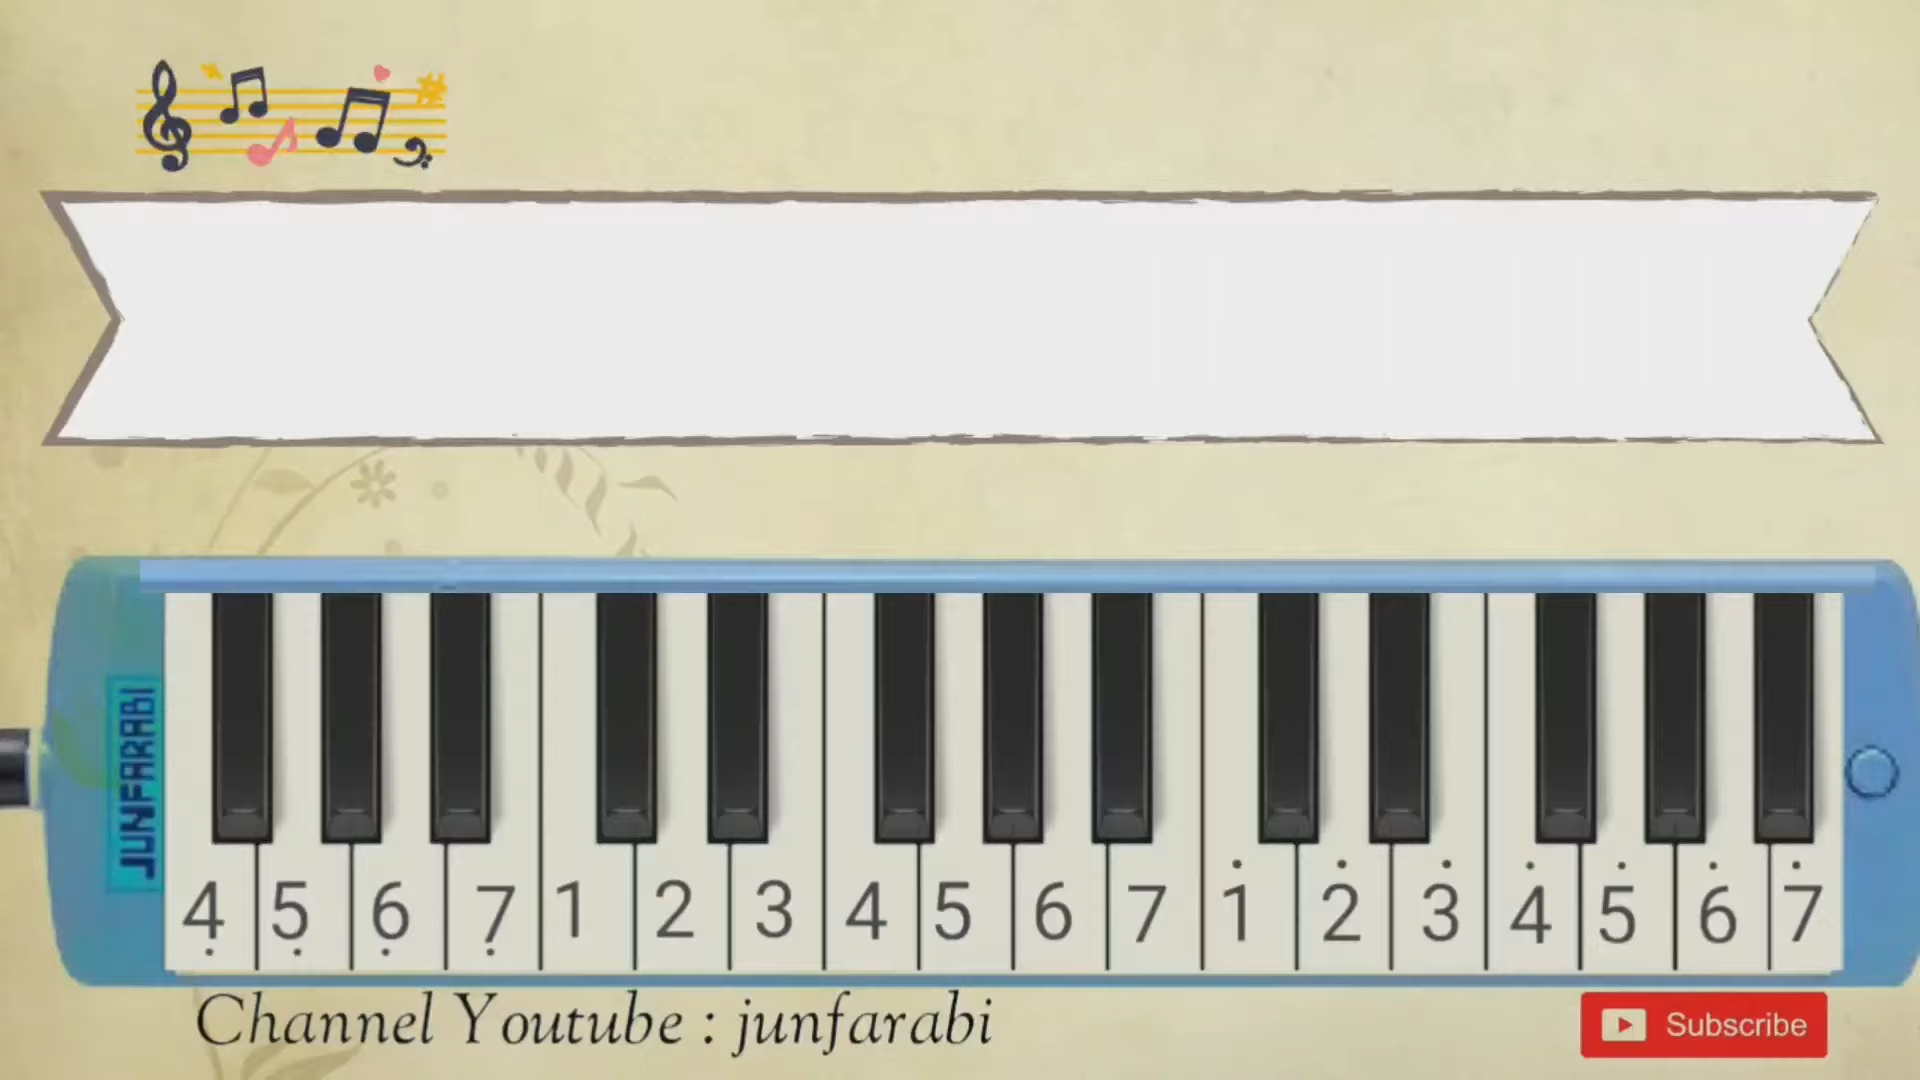 JUNFARABI
4̣ 5̣ 6̣ 7̣ 1 2 3 4 5 6 7 1̇ 2̇ 3̇ 4̇ 5̇ 6̇ 7̇
Channel Youtube : junfarabi
Subscribe